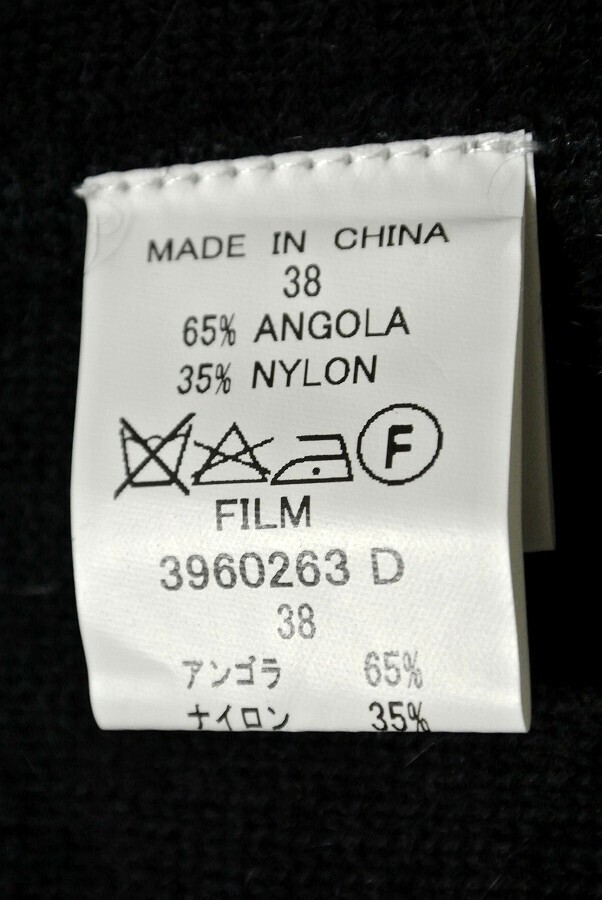 MADE IN CHINA
38
65% ANGOLA
35% NYLON
F
FILM
3960263 D
38
アンゴラ 65%
ナイロン 35%